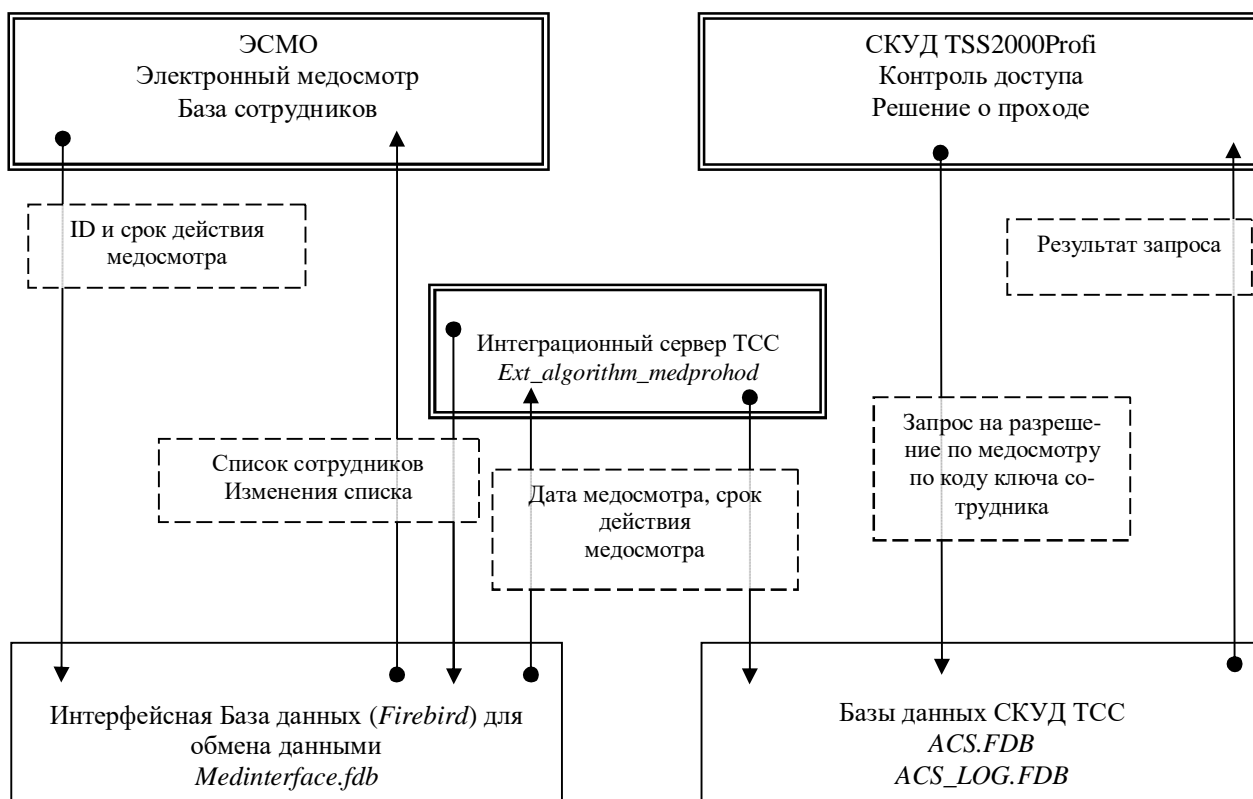 ЭСМО
Электронный медосмотр
База сотрудников
СКУД TSS2000Profi
Контроль доступа
Решение о проходе
ID и срок действия
медосмотра
Результат запроса
Интеграционный сервер ТСС
Ext_algorithm_medprohod
Список сотрудников
Изменения списка
Дата медосмотра, срок
действия
медосмотра
Запрос на разреше-
ние по медосмотру
по коду ключа со-
трудника
Интерфейсная База данных (Firebird) для
обмена данными
Medinterface.fdb
Базы данных СКУД ТСС
ACS.FDB
ACS_LOG.FDB